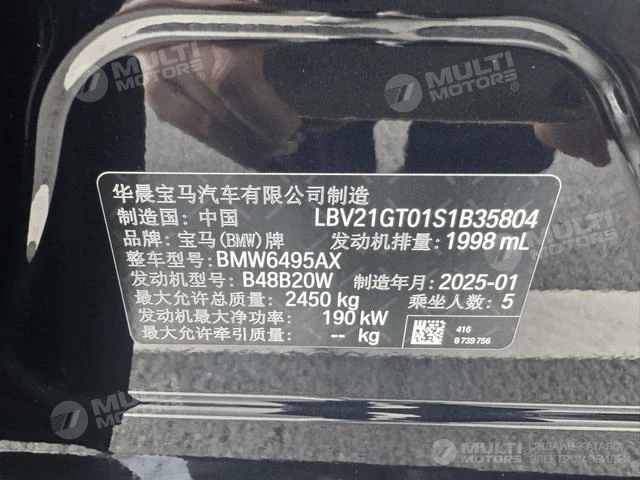 MULTI
MOTORS®
MULTI
MOTORS®
华晨宝马汽车有限公司制造
制造国: 中国 LBV21GT01S1B35804
品牌: 宝马(BMW)牌 发动机排量: 1998 mL
整车型号: BMW6495AX
发动机型号: B48B20W 制造年月: 2025-01
最大允许总质量: 2450 kg 乘坐人数: 5
发动机最大净功率: 190 kW
最大允许牵引质量: -- kg
416
8 739 756
MULTI
MOTORS
MULTI
MOTORS
MULTI
MOTORS
ОНЛАЙН-КАТАЛОГ
ЭЛЕКТРОМОБИЛЕЙ